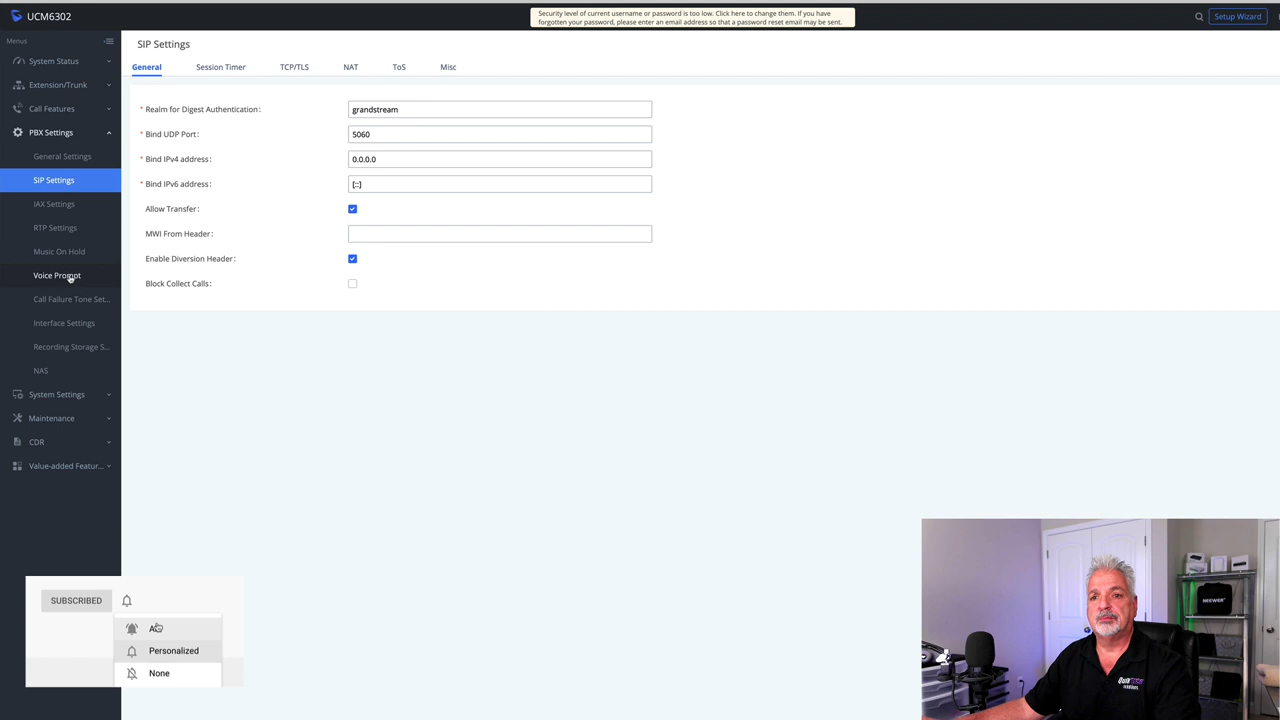 UCM6302
Security level of current username or password is too low. Click here to change them. If you have
forgotten your password, please enter an email address so that a password reset email may be sent.
Setup Wizard
Menus
System Status
Extension/Trunk
Call Features
PBX Settings
General Settings
SIP Settings
IAX Settings
RTP Settings
Music On Hold
Voice Prompt
Call Failure Tone Set...
Interface Settings
Recording Storage S...
NAS
System Settings
Maintenance
CDR
Value-added Featur...
SIP Settings
General Session Timer TCP/TLS NAT ToS Misc
* Realm for Digest Authentication: grandstream
* Bind UDP Port: 5060
* Bind IPv4 address: 0.0.0.0
* Bind IPv6 address: [::]
Allow Transfer:
MWI From Header:
Enable Diversion Header:
Block Collect Calls:
SUBSCRIBED
Personalized
None
NEEWER